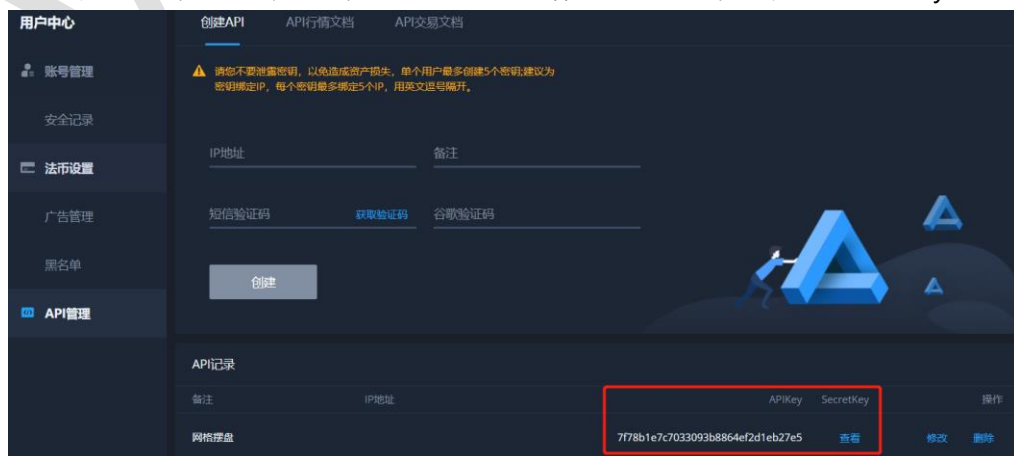 用户中心
创建API API行情文档 API交易文档
账号管理
请您不要泄露密钥，以免造成资产损失，单个用户最多创建5个密钥;建议为
密钥绑定IP，每个密钥最多绑定5个IP，用英文逗号隔开。
安全记录
IP地址 备注
法币设置
短信验证码 获取验证码 谷歌验证码
广告管理
黑名单
创建
API管理
API记录
备注 IP地址 APIKey SecretKey 操作
网格摆盘 7f78b1e7c7033093b8864ef2d1eb27e5 查看 修改 删除